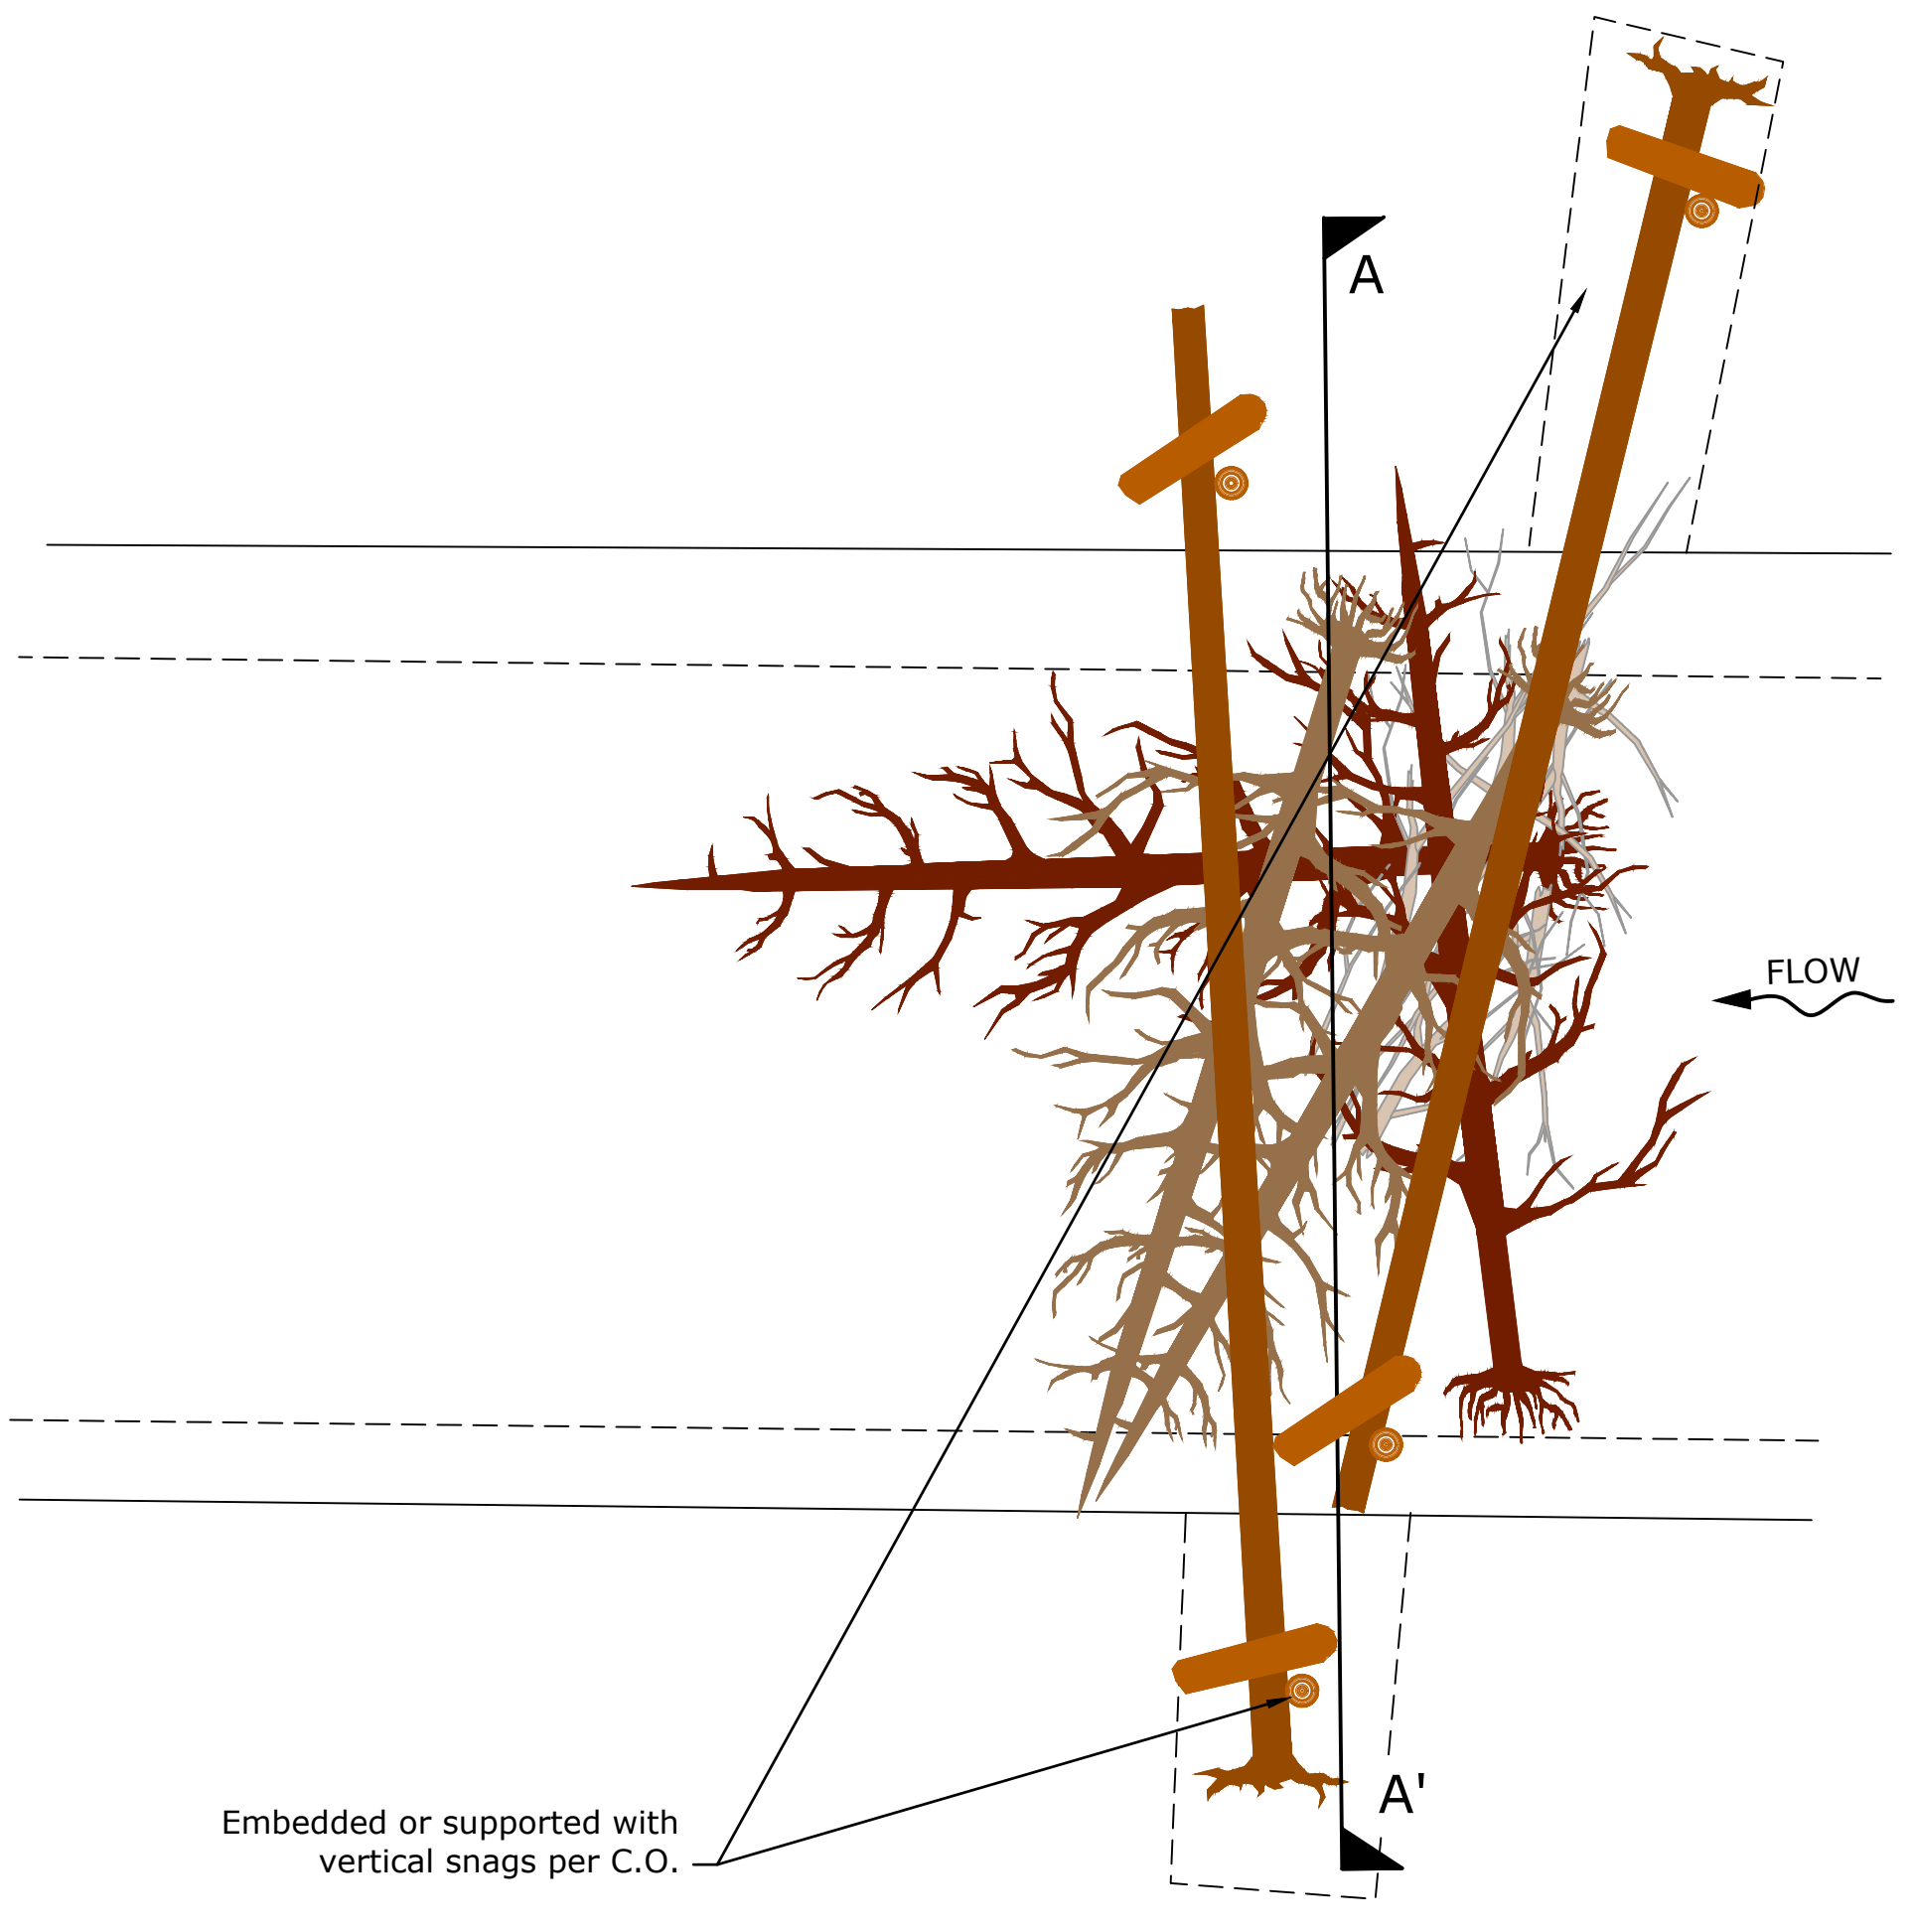 A
FLOW
A'
Embedded or supported with
vertical snags per C.O.